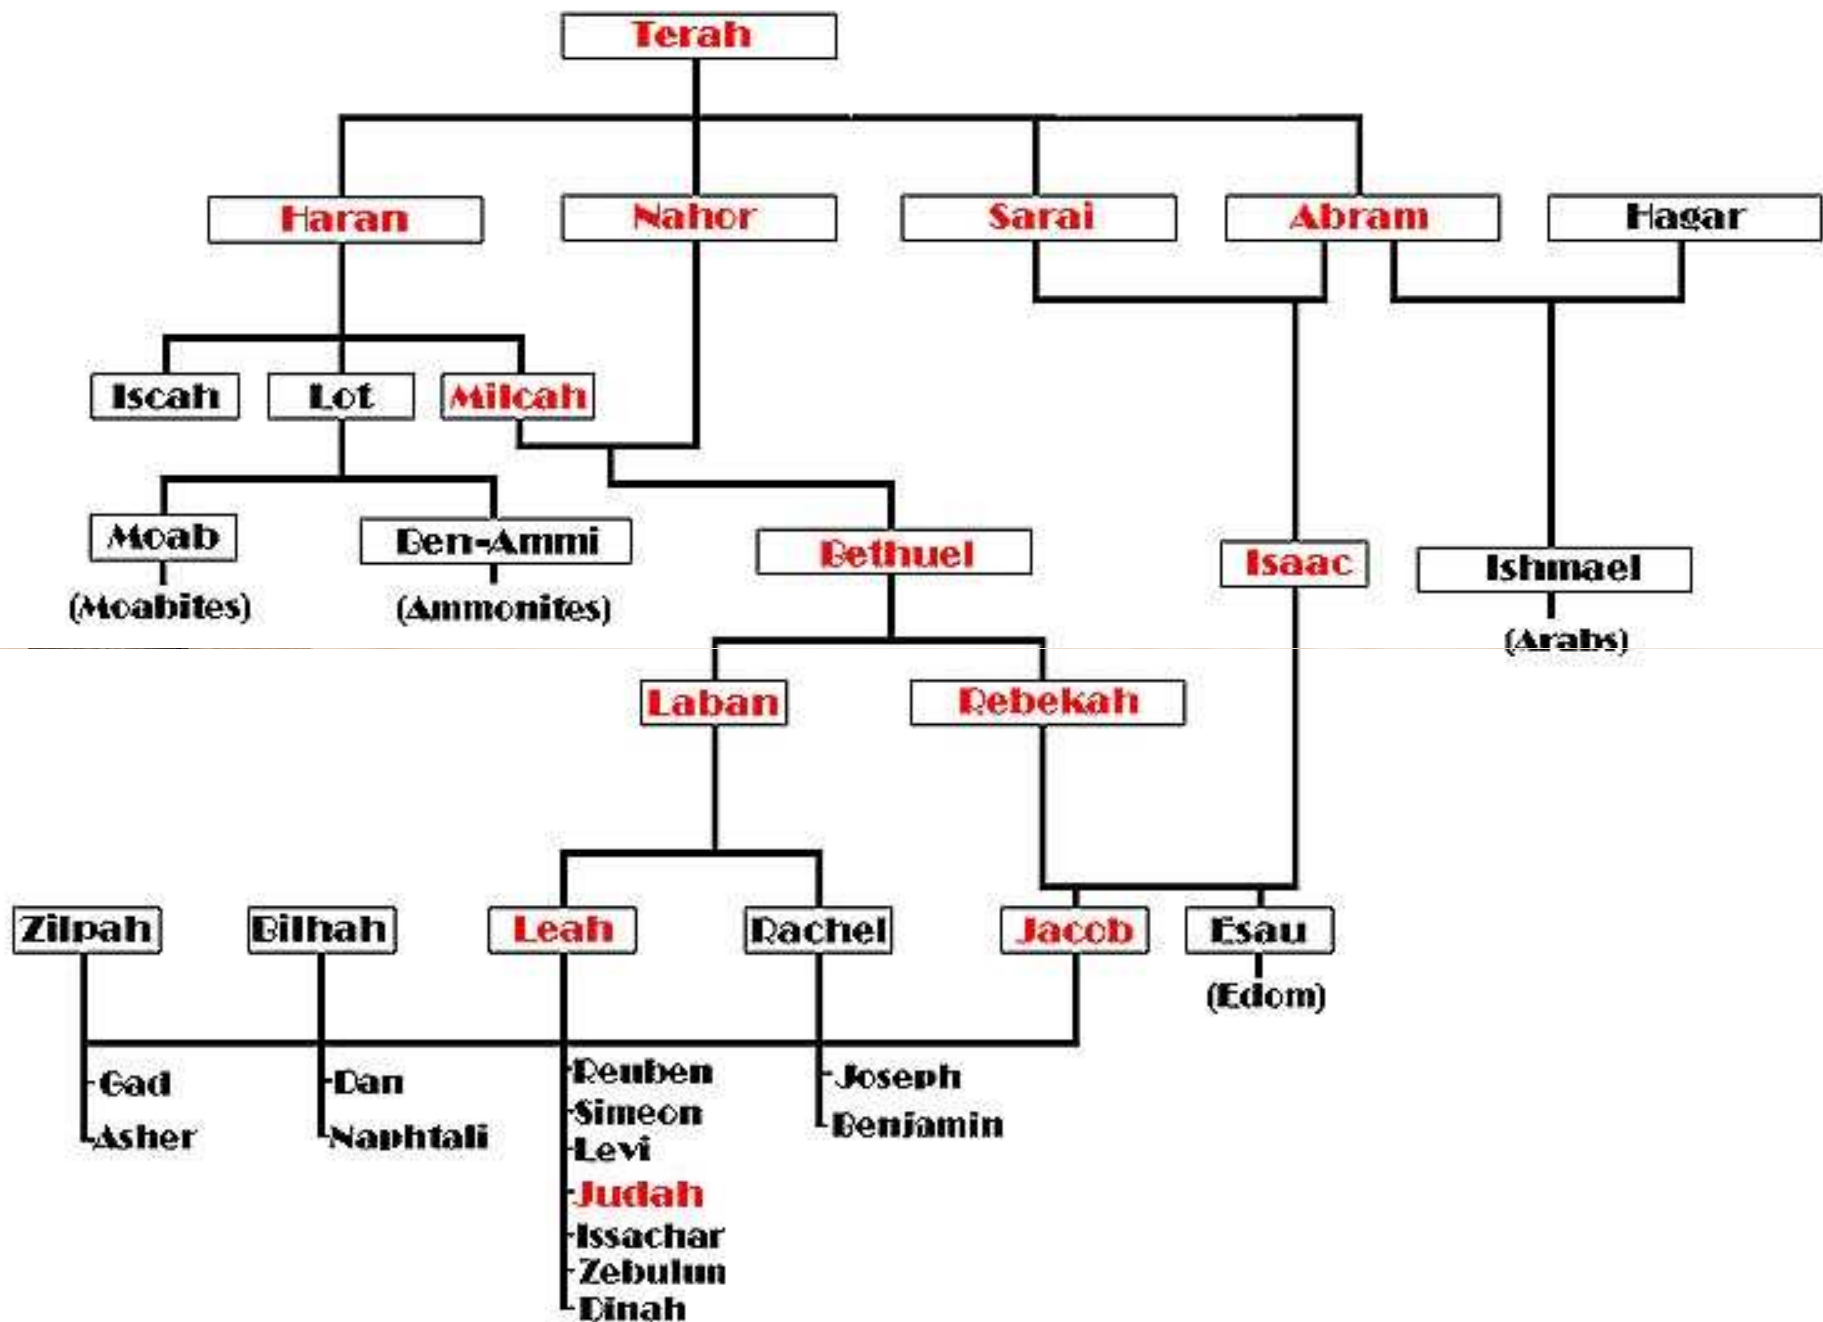 Terah
Haran
Nahor
Sarai
Abram
Hagar
Iscah
Lot
Milcah
Moab
Ben-Ammi
Bethuel
Isaac
Ishmael
(Moabites)
(Ammonites)
(Arabs)
Laban
Rebekah
Zilpah
Bilhah
Leah
Rachel
Jacob
Esau
(Edom)
Gad
Asher
Dan
Naphtali
Reuben
Simeon
Levi
Judah
Issachar
Zebulun
Dinah
Joseph
Benjamin